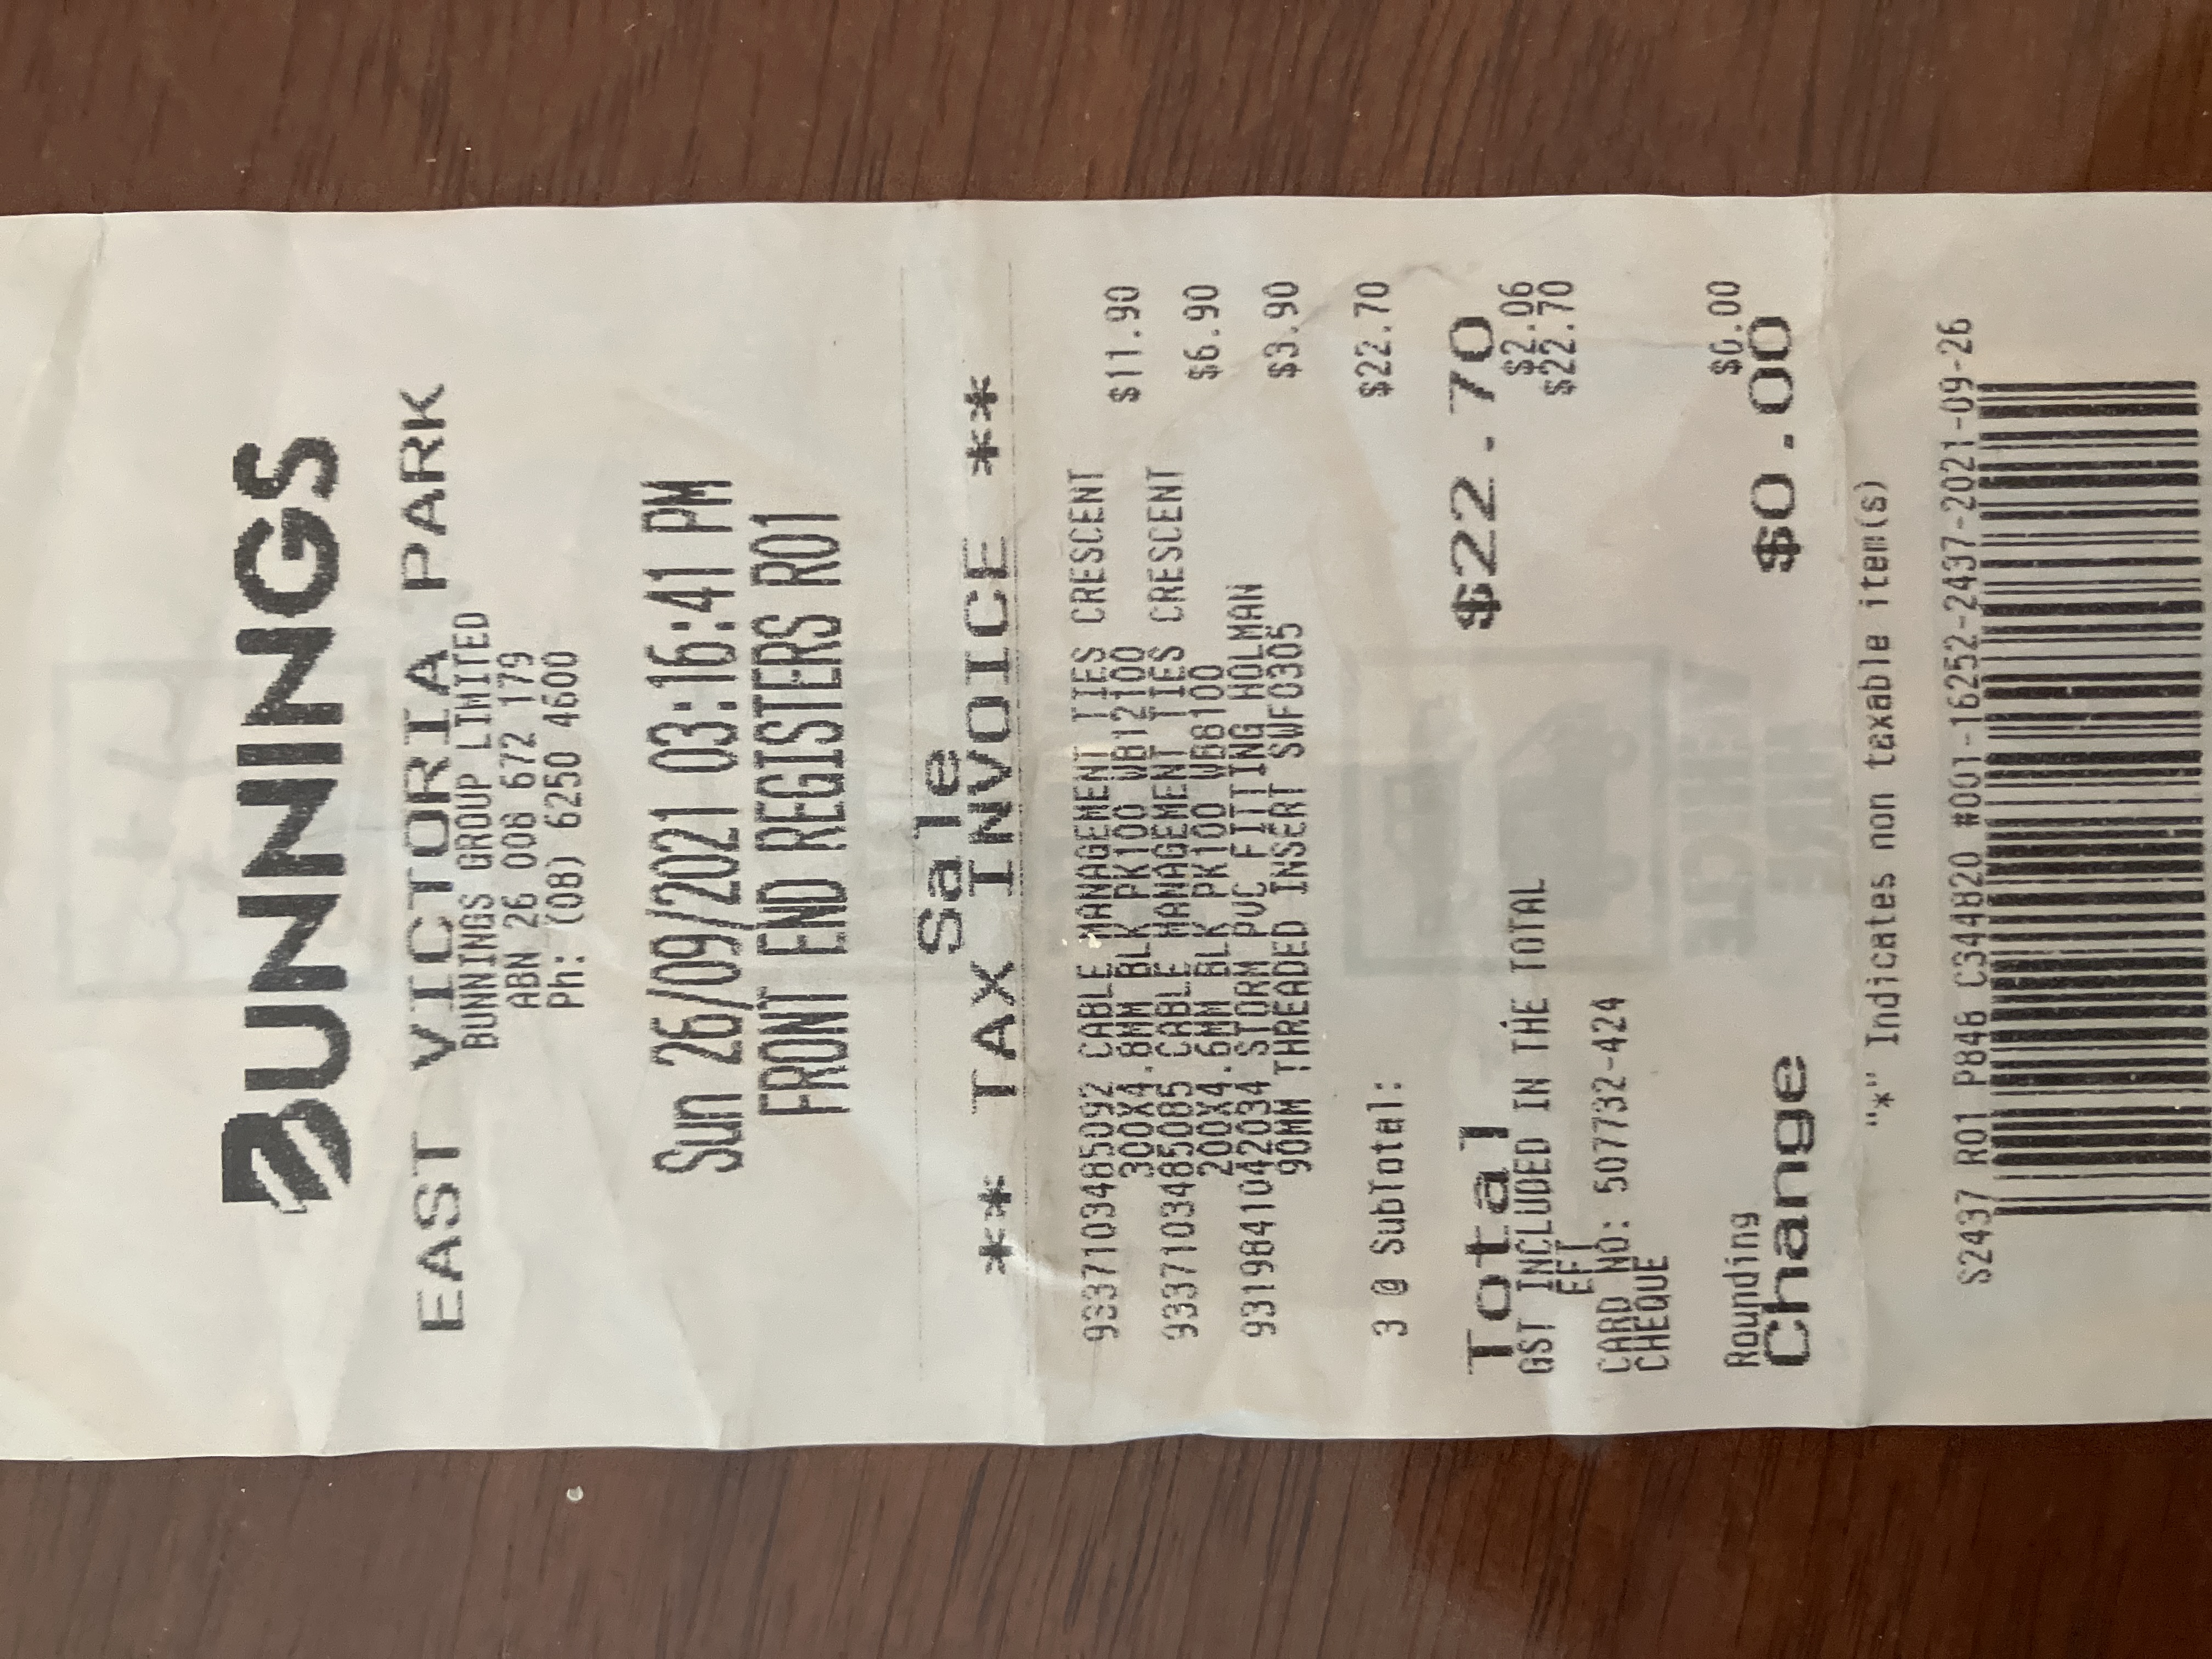 BUNNINGS
EAST VICTORIA PARK
BUNNINGS GROUP LIMITED
ABN 26 008 672 179
Ph: (08) 6250 4600
Sun 26/09/2021 03:16:41 PM
FRONT END REGISTERS R01
Sale
** TAX INVOICE **
9337103485092 CABLE MANAGEMENT TIES CRESCENT
300X4.8MM BLK PK100 WB12100 $11.90
9337103485085 CABLE MANAGEMENT TIES CRESCENT
200X4.6MM BLK PK100 WB8100 $6.90
9319841042034 STORM PVC FITTING HOLMAN
90MM THREADED INSERT SWF0305 $3.90
3 @ SubTotal: $22.70
Total $22.70
GST INCLUDED IN THE TOTAL $2.06
EFT $22.70
CARD NO: 507732-424
CHEQUE
Rounding $0.00
Change $0.00
"*" Indicates non taxable item(s)
S2437 R01 P848 C344820 #001-16252-2437-2021-09-26
VEHICLE
HIRE